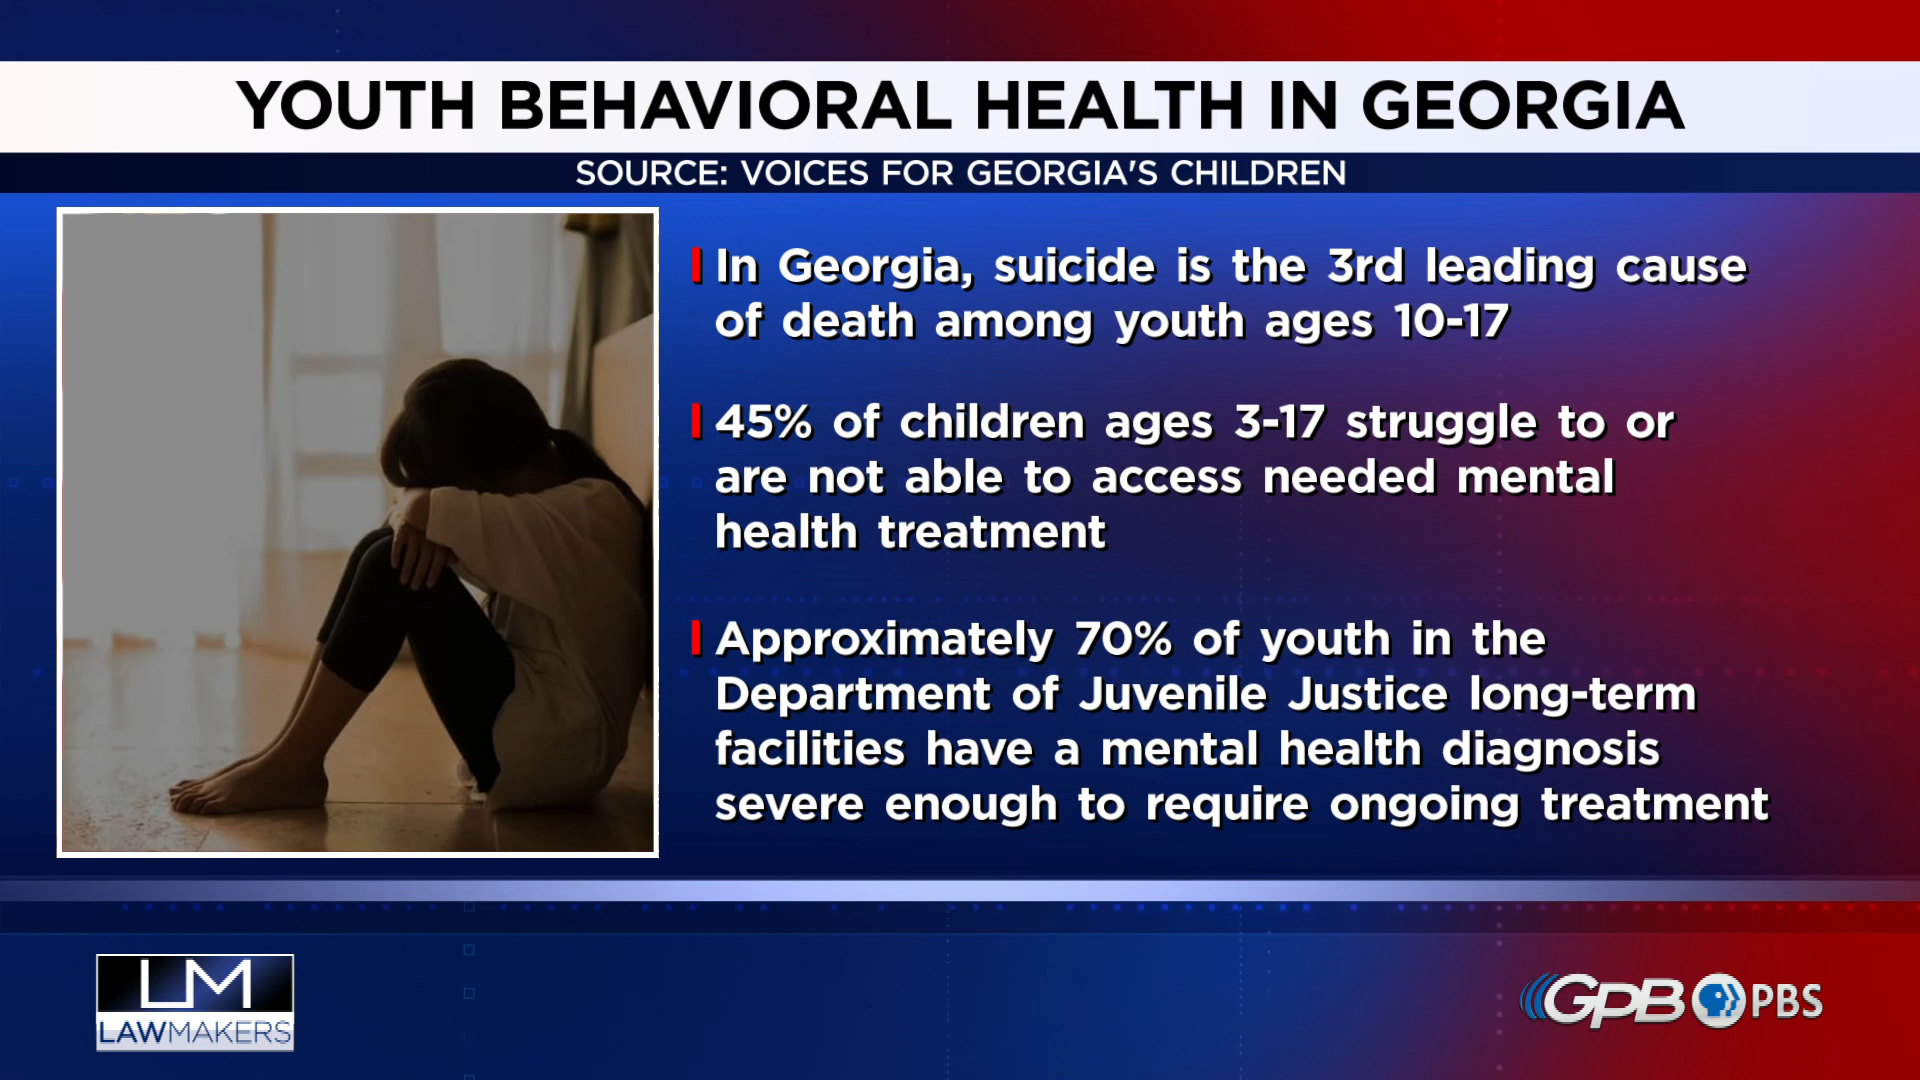 YOUTH BEHAVIORAL HEALTH IN GEORGIA
SOURCE: VOICES FOR GEORGIA'S CHILDREN
In Georgia, suicide is the 3rd leading cause
of death among youth ages 10-17
45% of children ages 3-17 struggle to or
are not able to access needed mental
health treatment
Approximately 70% of youth in the
Department of Juvenile Justice long-term
facilities have a mental health diagnosis
severe enough to require ongoing treatment
LM
LAWMAKERS
GPB PBS